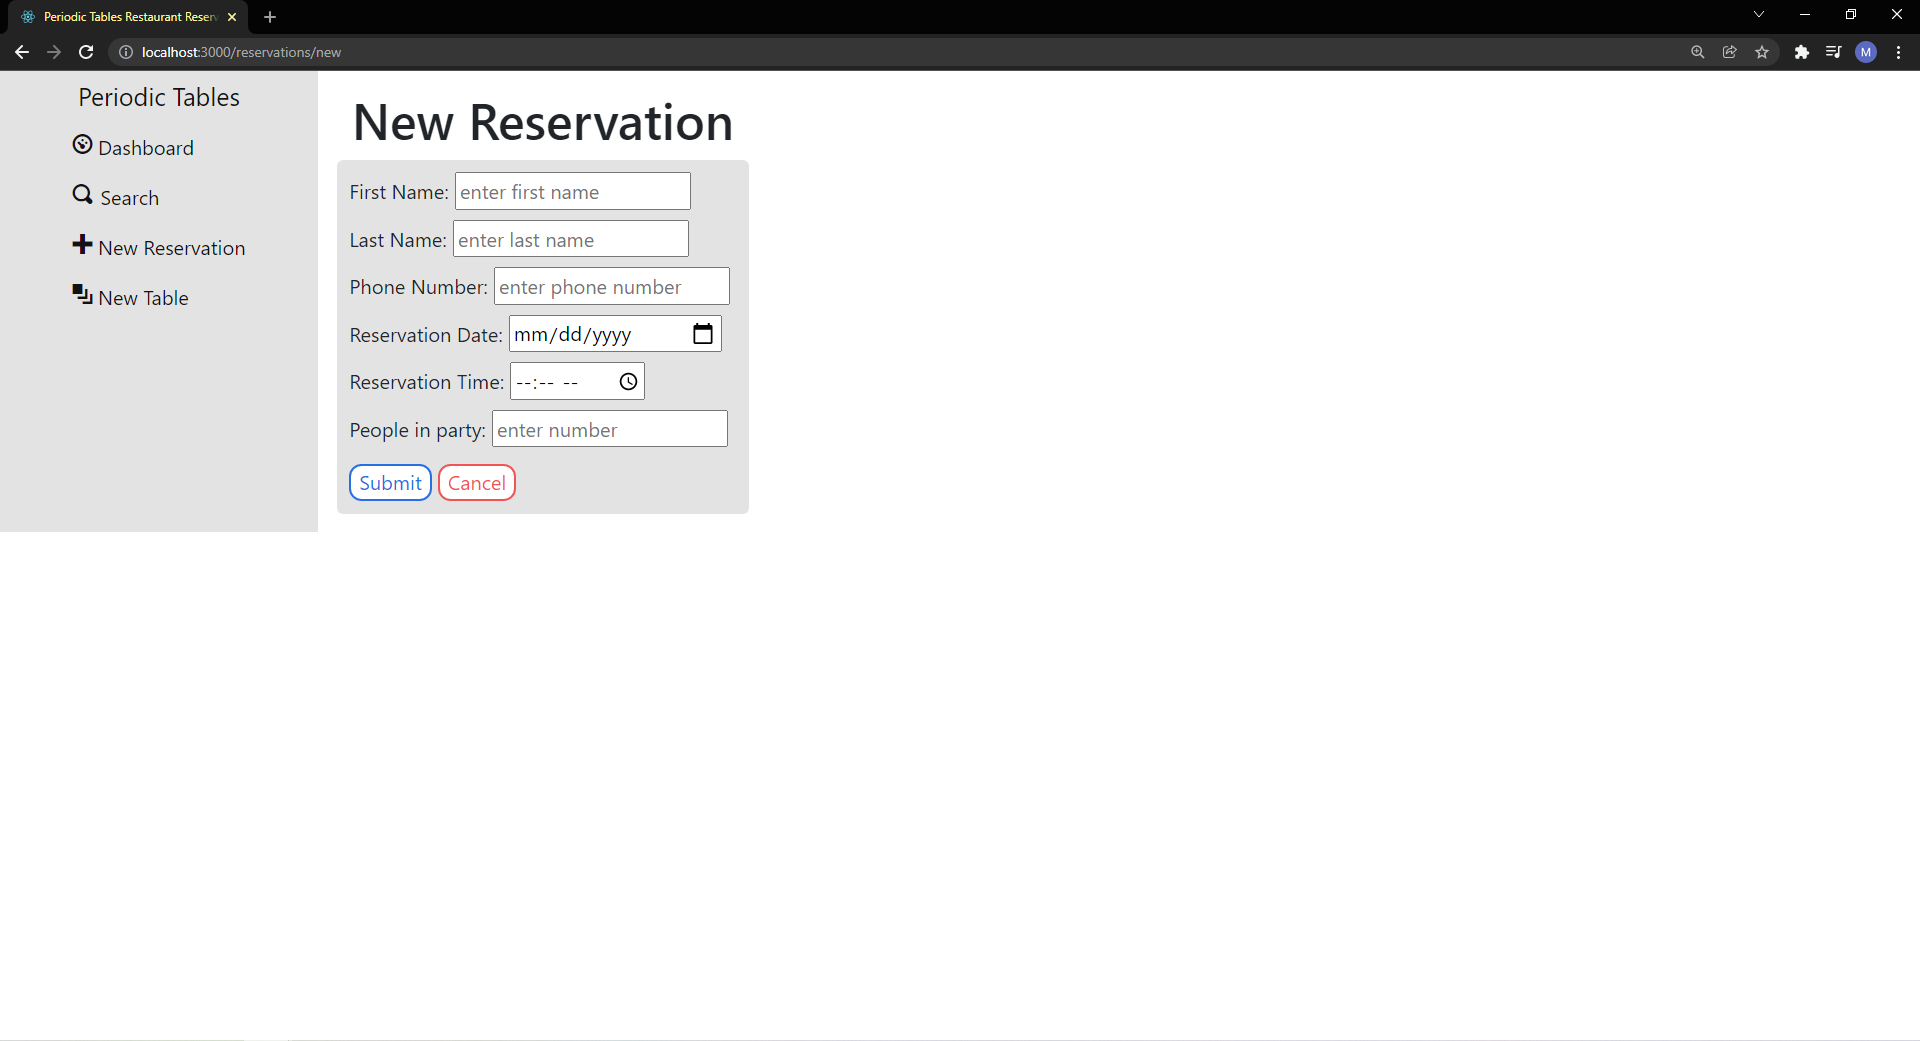 Periodic Tables Restaurant Reser
localhost:3000/reservations/new
M
Periodic Tables
Dashboard
Search
New Reservation
New Table
New Reservation
First Name: enter first name
Last Name: enter last name
Phone Number: enter phone number
Reservation Date: mm/dd/yyyy
Reservation Time: --:-- --
People in party: enter number
Submit Cancel